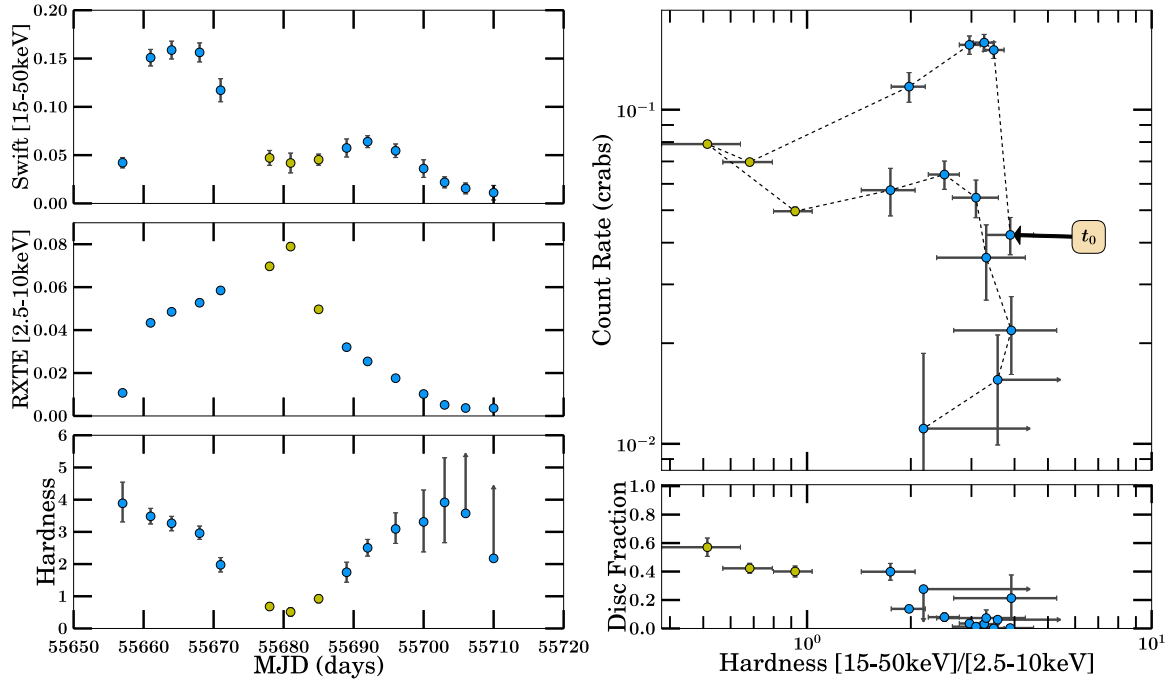 Swift [15-50keV]
0.20
0.15
0.10
0.05
0.00
RXTE [2.5-10keV]
0.08
0.06
0.04
0.02
0.00
Hardness
6
5
4
3
2
1
0
55650 55660 55670 55680 55690 55700 55710 55720
MJD (days)
Count Rate (crabs)
10⁻¹
10⁻²
t₀
Disc Fraction
1.0
0.8
0.6
0.4
0.2
0.0
10⁰ 10¹
Hardness [15-50keV]/[2.5-10keV]